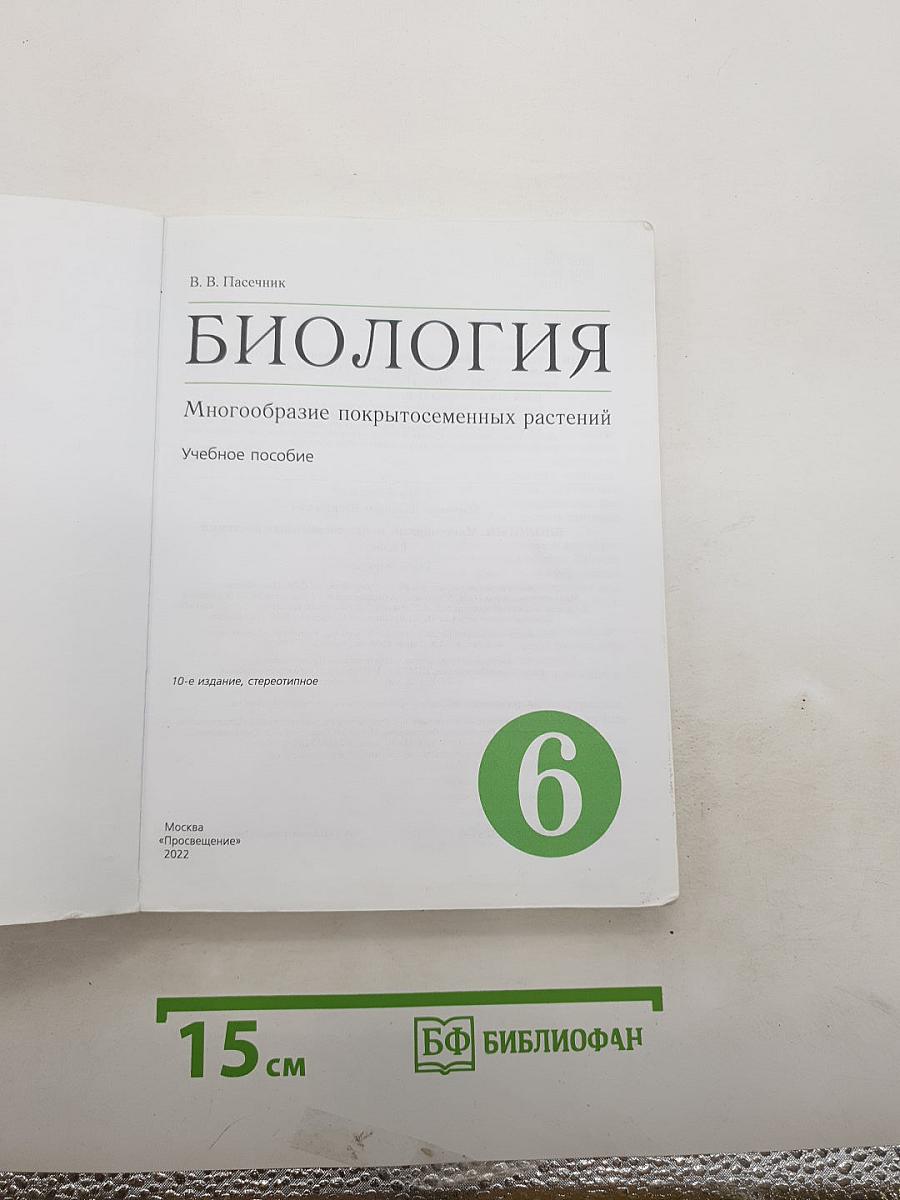 В. В. Пасечник
БИОЛОГИЯ
Многообразие покрытосеменных растений
Учебное пособие
10-е издание, стереотипное
6
Москва
«Просвещение»
2022
15 см
БФ БИБЛИОФАН